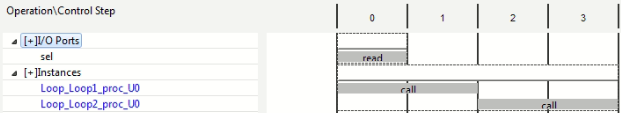 Operation\Control Step 0 1 2 3
[+]I/O Ports
sel read
[+]Instances
Loop_Loop1_proc_U0 call
Loop_Loop2_proc_U0 call